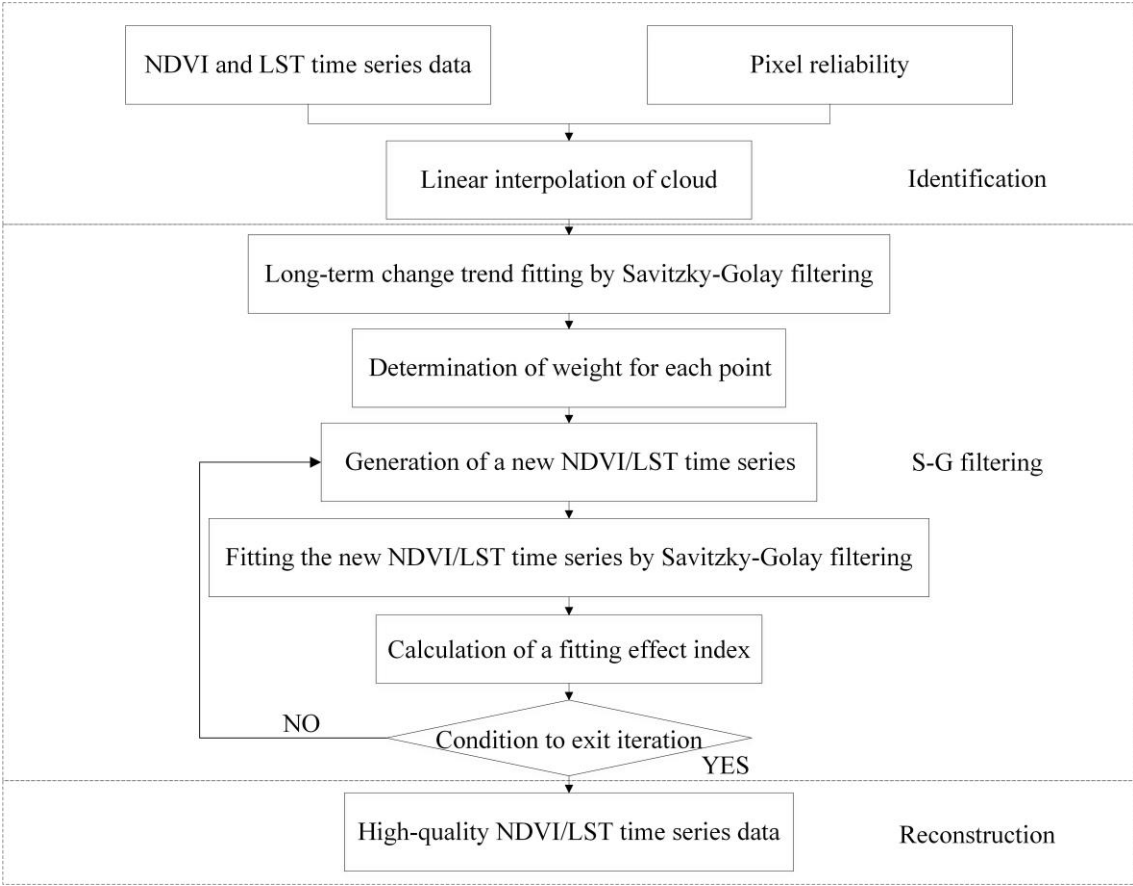 NDVI and LST time series data
Pixel reliability
Linear interpolation of cloud
Identification
Long-term change trend fitting by Savitzky-Golay filtering
Determination of weight for each point
Generation of a new NDVI/LST time series
S-G filtering
Fitting the new NDVI/LST time series by Savitzky-Golay filtering
Calculation of a fitting effect index
NO
Condition to exit iteration
YES
High-quality NDVI/LST time series data
Reconstruction